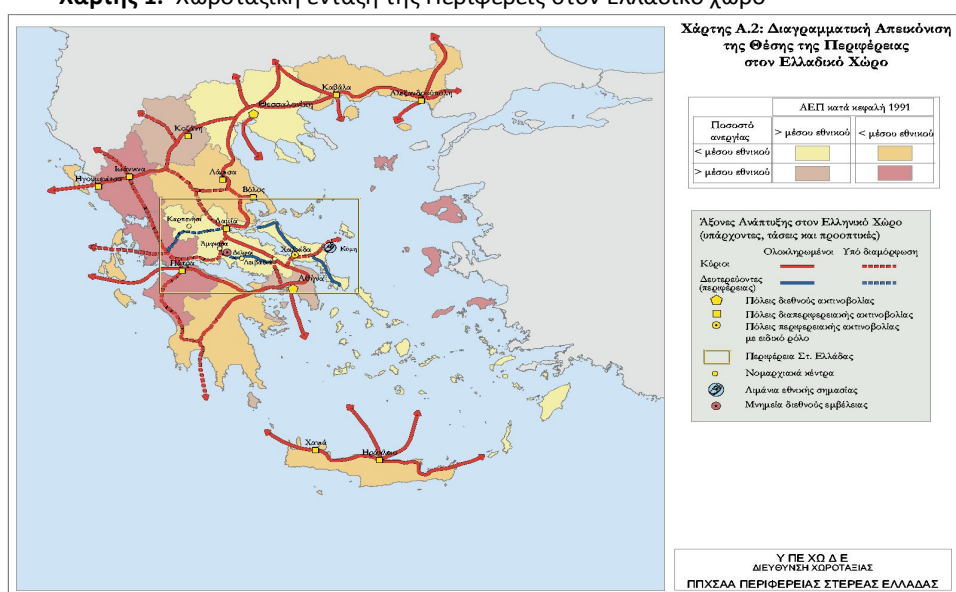 Χάρτης 1: Χωροταξική ένταξη της Περιφερείς στον Ελλαδικό χώρο
Χάρτης Α.2: Διαγραμματική Απεικόνιση
της Θέσης της Περιφέρειας
στον Ελλαδικό Χώρο
ΑΕΠ κατά κεφαλή 1991
Ποσοστό
ανεργίας
> μέσου εθνικού
< μέσου εθνικού
< μέσου εθνικού
> μέσου εθνικού
Άξονες Ανάπτυξης στον Ελληνικό Χώρο
(υπάρχοντες, τάσεις και προοπτικές)
Ολοκληρωμένοι Υπό διαμόρφωση
Κύριοι
Δευτερεύοντες
(περιφέρειας)
Πόλεις διεθνούς ακτινοβολίας
Πόλεις διαπεριφερειακής ακτινοβολίας
Πόλεις περιφερειακής ακτινοβολίας
με ειδικό ρόλο
Περιφέρεια Στ. Ελλάδας
Νομαρχιακά κέντρα
Λιμάνια εθνικής σημασίας
Μνημεία διεθνούς εμβέλειας
Καβάλα
Αλεξανδρούπολη
Θεσσαλονίκη
Κοζάνη
Ιωάννινα
Ηγουμενίτσα
Λάρισα
Βόλος
Καρπενήσι
Λαμία
Άμφισσα
Δελφοί
Λειβαδιά
Χαλκίδα
Κύμη
Αθήνα
Πάτρα
Χανιά
Ηράκλειο
Υ ΠΕ ΧΩ Δ Ε
ΔΙΕΥΘΥΝΣΗ ΧΩΡΟΤΑΞΙΑΣ
ΠΠΧΣΑΑ ΠΕΡΙΦΕΡΕΙΑΣ ΣΤΕΡΕΑΣ ΕΛΛΑΔΑΣ